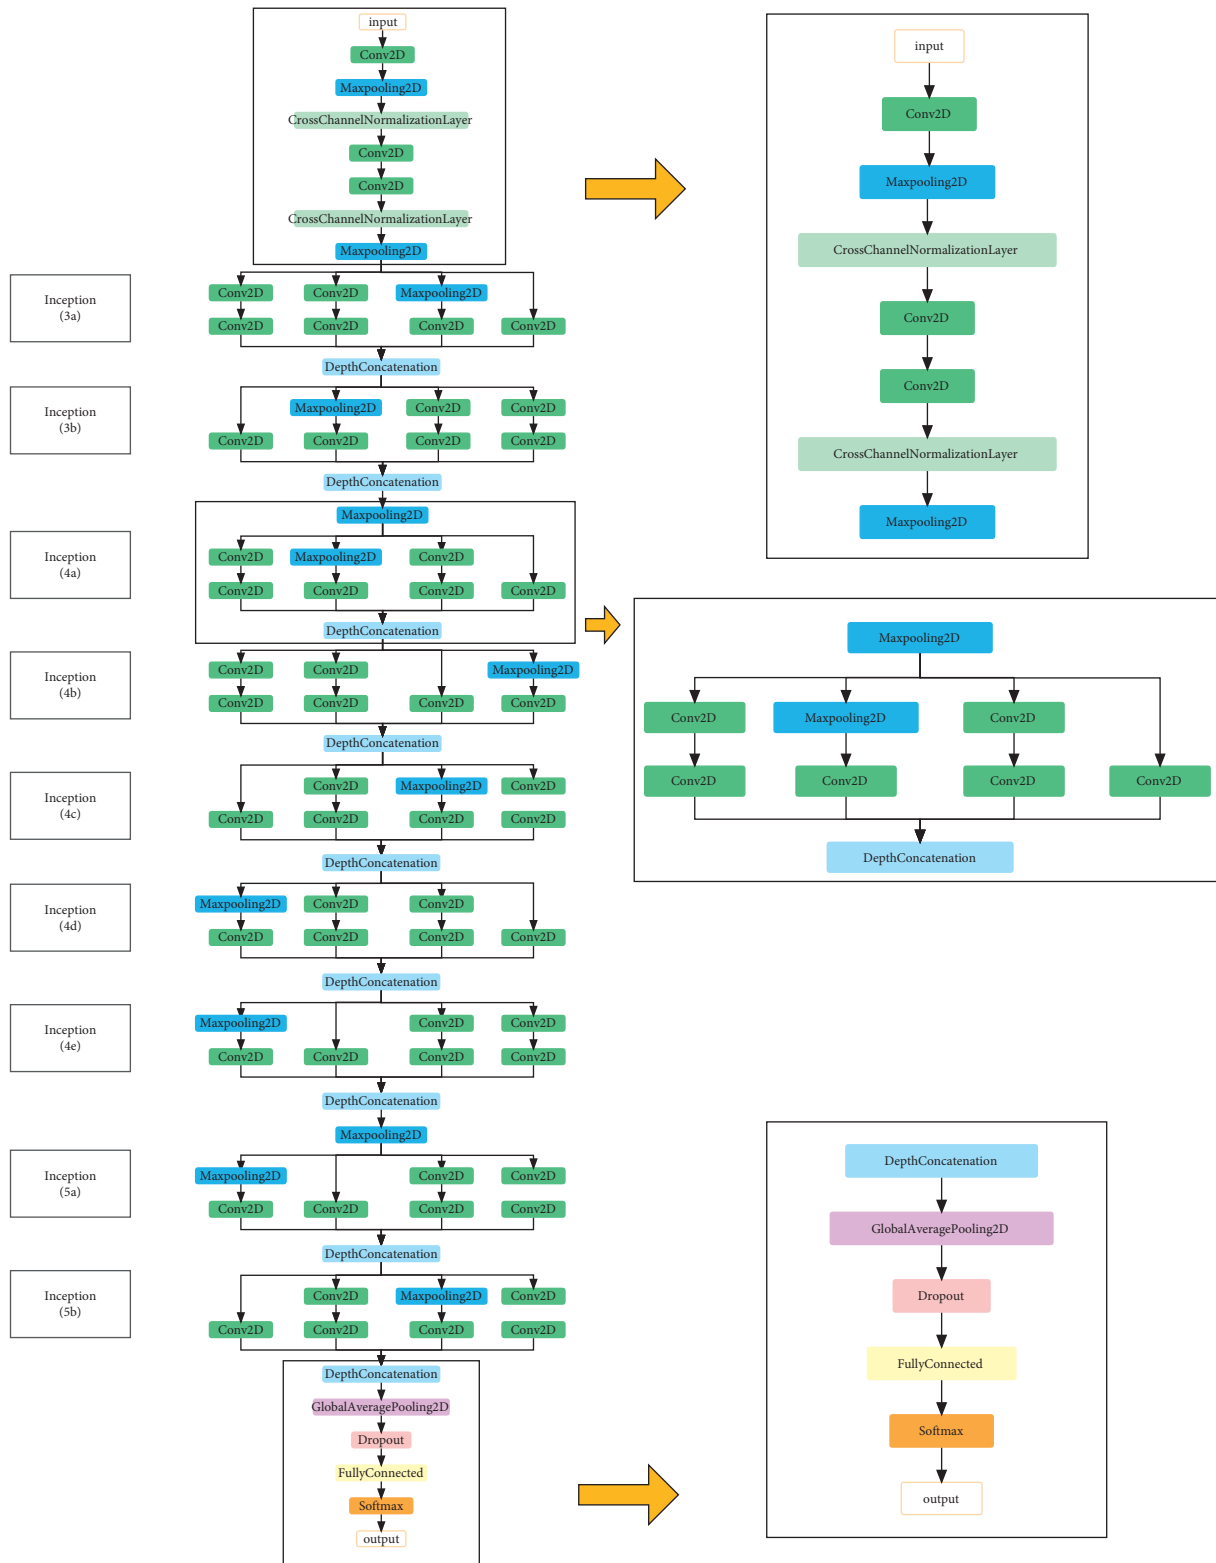 input
Conv2D
Maxpooling2D
CrossChannelNormalizationLayer
Conv2D
Conv2D
CrossChannelNormalizationLayer
Maxpooling2D
Inception
(3a)
Conv2D Conv2D Maxpooling2D
Conv2D Conv2D Conv2D Conv2D
DepthConcatenation
Inception
(3b)
Maxpooling2D Conv2D Conv2D
Conv2D Conv2D Conv2D Conv2D
DepthConcatenation
Maxpooling2D
Inception
(4a)
Conv2D Maxpooling2D Conv2D
Conv2D Conv2D Conv2D Conv2D
DepthConcatenation
Inception
(4b)
Conv2D Conv2D Maxpooling2D
Conv2D Conv2D Conv2D Conv2D
DepthConcatenation
Inception
(4c)
Conv2D Maxpooling2D Conv2D
Conv2D Conv2D Conv2D Conv2D
DepthConcatenation
Inception
(4d)
Maxpooling2D Conv2D Conv2D
Conv2D Conv2D Conv2D Conv2D
DepthConcatenation
Inception
(4e)
Maxpooling2D Conv2D Conv2D
Conv2D Conv2D Conv2D Conv2D
DepthConcatenation
Maxpooling2D
Inception
(5a)
Maxpooling2D Conv2D Conv2D
Conv2D Conv2D Conv2D Conv2D
DepthConcatenation
Inception
(5b)
Conv2D Maxpooling2D Conv2D
Conv2D Conv2D Conv2D Conv2D
DepthConcatenation
GlobalAveragePooling2D
Dropout
FullyConnected
Softmax
output
input
Conv2D
Maxpooling2D
CrossChannelNormalizationLayer
Conv2D
Conv2D
CrossChannelNormalizationLayer
Maxpooling2D
Maxpooling2D
Conv2D Maxpooling2D Conv2D
Conv2D Conv2D Conv2D Conv2D
DepthConcatenation
DepthConcatenation
GlobalAveragePooling2D
Dropout
FullyConnected
Softmax
output